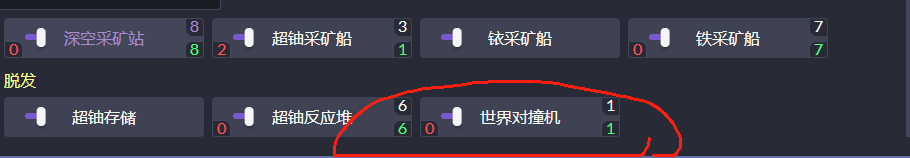 深空采矿站 8 0 8 超铀采矿船 3 2 1 铱采矿船 铁采矿船 7 0 7
脱发
超铀存储 超铀反应堆 6 0 6 世界对撞机 1 0 1